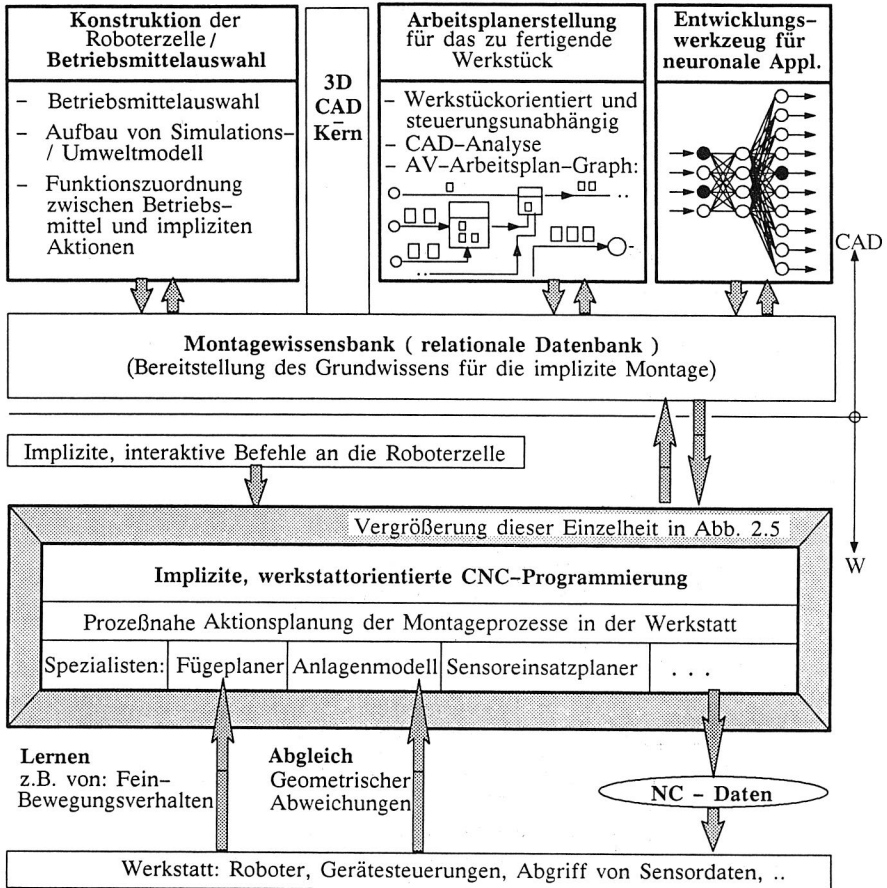 Konstruktion der
Roboterzelle /
Betriebsmittelauswahl
– Betriebsmittelauswahl
– Aufbau von Simulations–
/ Umweltmodell
– Funktionszuordnung
zwischen Betriebs–
mittel und impliziten
Aktionen
3D
CAD
–
Kern
Arbeitsplanerstellung
für das zu fertigende
Werkstück
– Werkstückorientiert und
steuerungsunabhängig
– CAD–Analyse
– AV–Arbeitsplan–Graph:
Entwicklungs–
werkzeug für
neuronale Appl.
CAD
Montagewissensbank ( relationale Datenbank )
(Bereitstellung des Grundwissens für die implizite Montage)
Implizite, interaktive Befehle an die Roboterzelle
Vergrößerung dieser Einzelheit in Abb. 2.5
W
Implizite, werkstattorientierte CNC–Programmierung
Prozeßnahe Aktionsplanung der Montageprozesse in der Werkstatt
Spezialisten: Fügeplaner Anlagenmodell Sensoreinsatzplaner . . .
Lernen
z.B. von: Fein–
Bewegungsverhalten
Abgleich
Geometrischer
Abweichungen
NC – Daten
Werkstatt: Roboter, Gerätesteuerungen, Abgriff von Sensordaten, ..